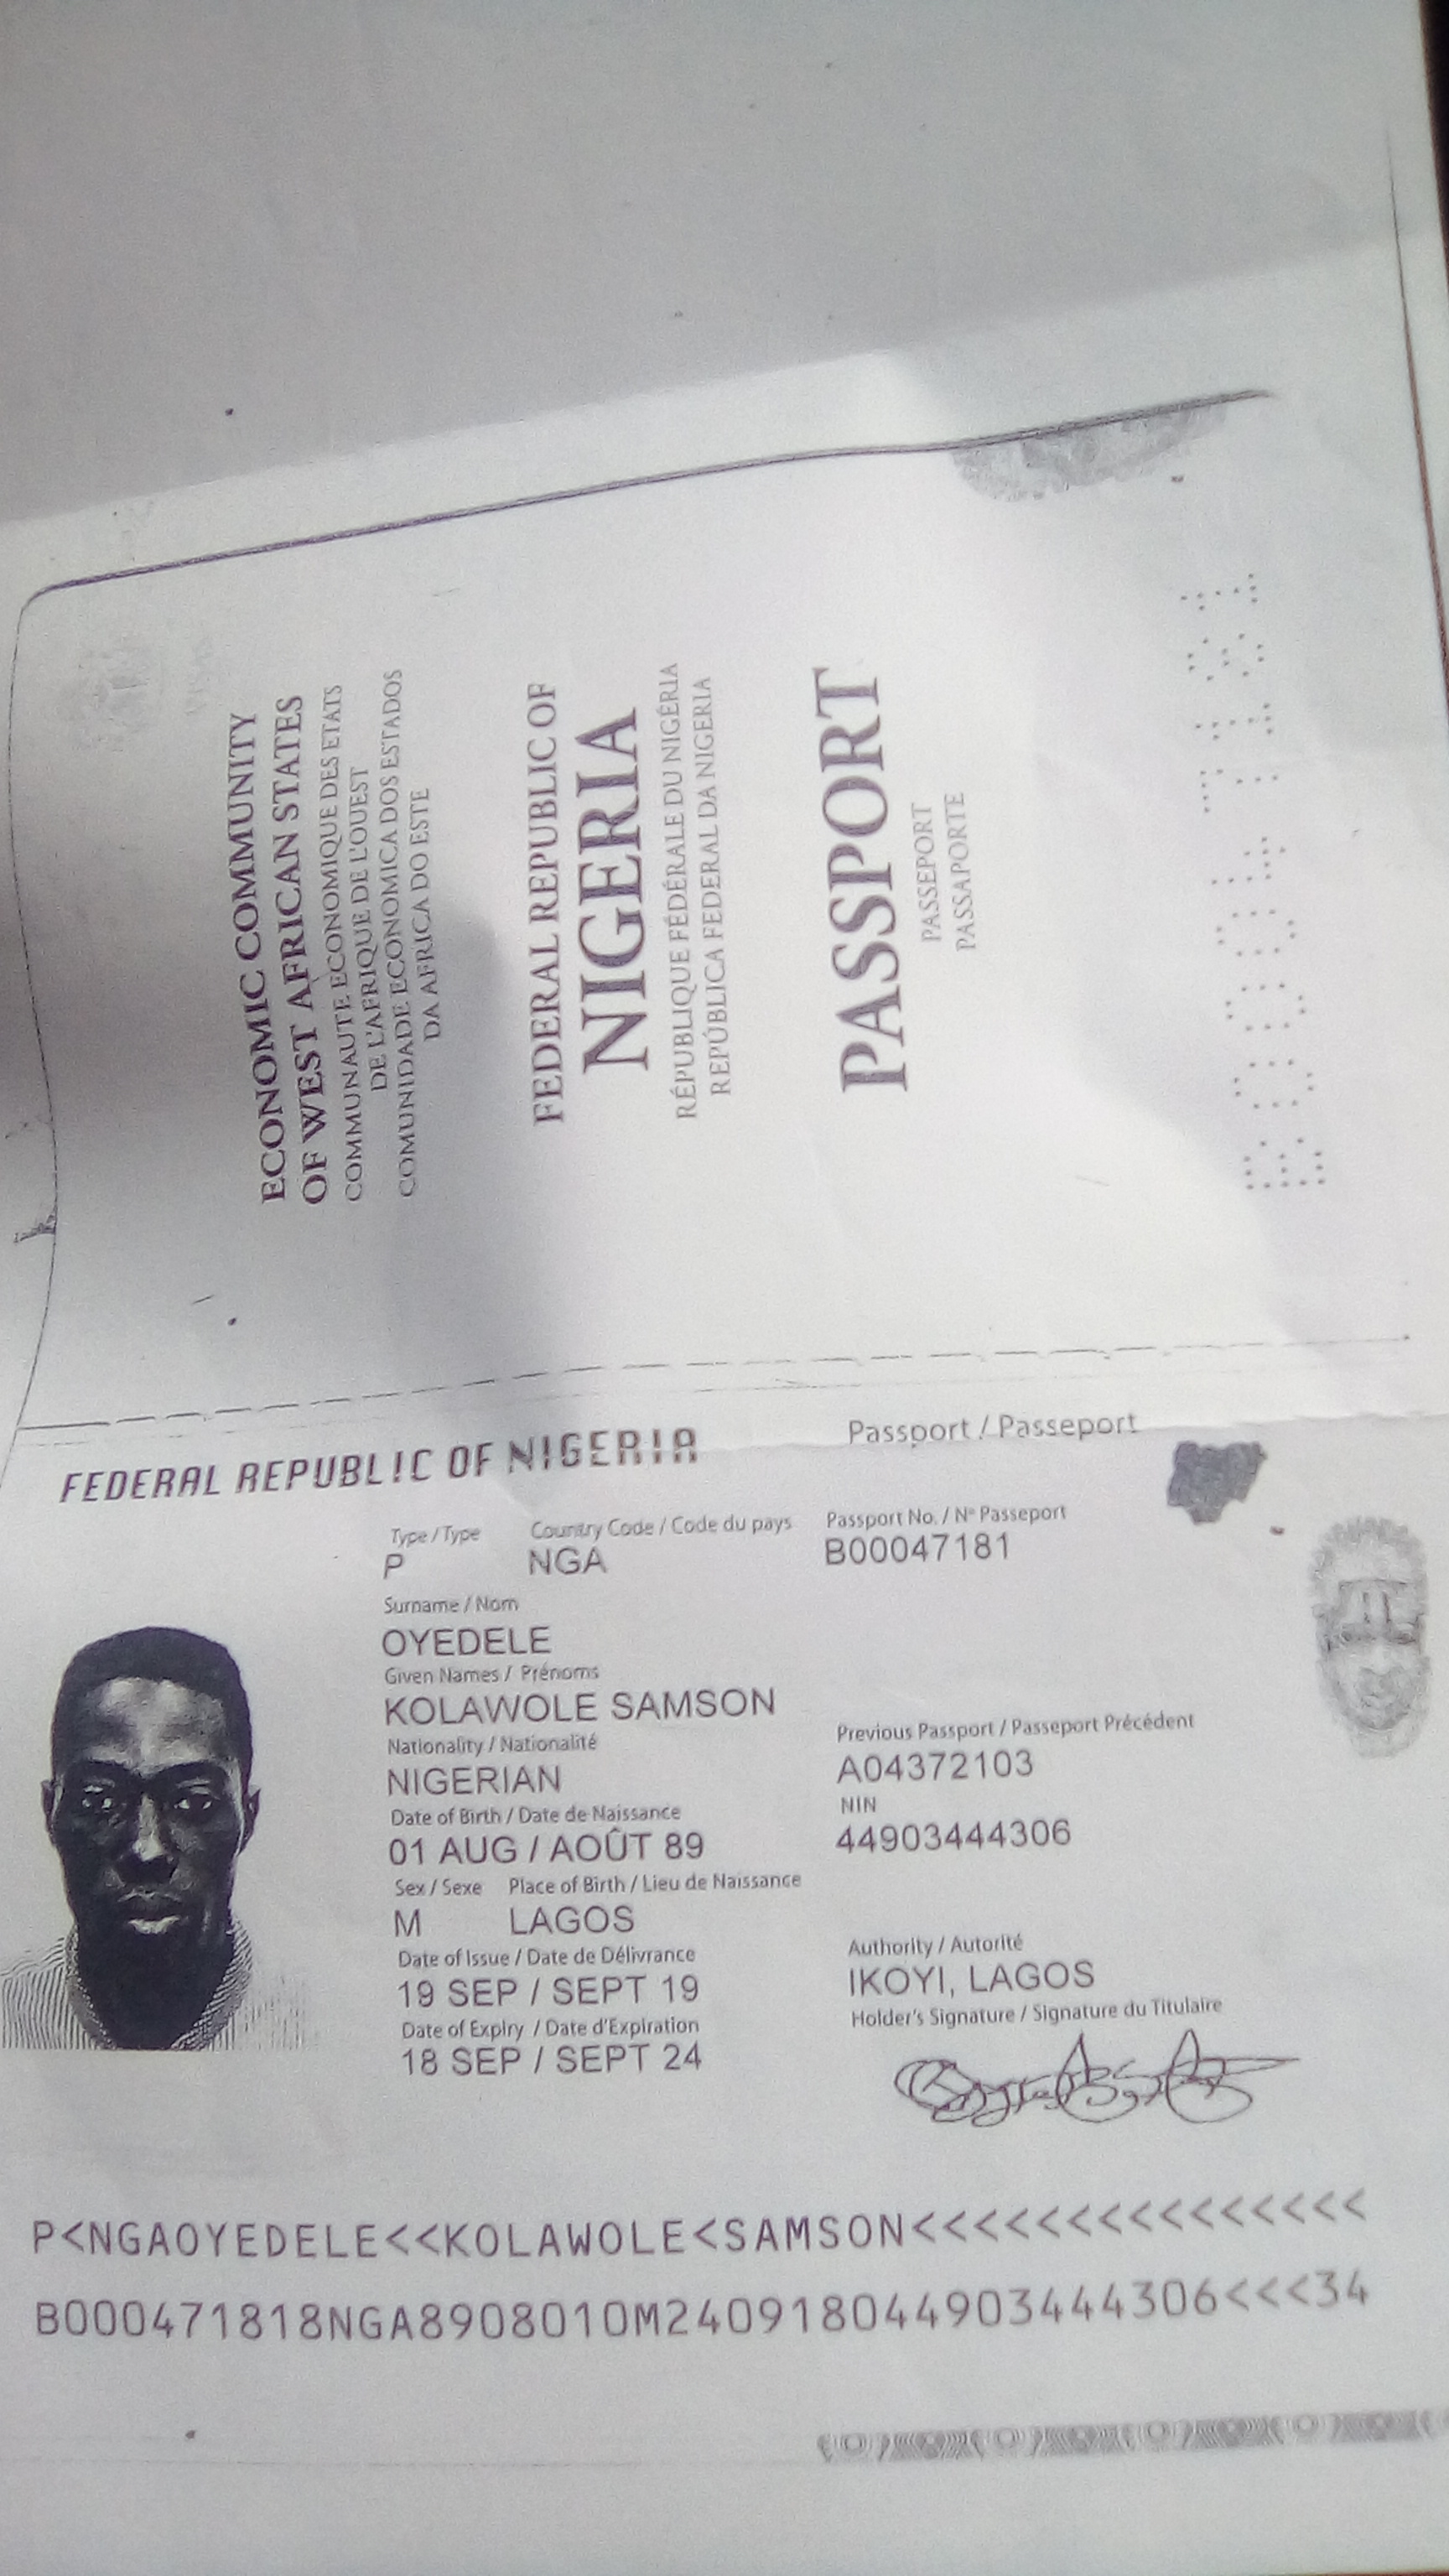 ECONOMIC COMMUNITY
OF WEST AFRICAN STATES
COMMUNAUTE ECONOMIQUE DES ETATS
DE L'AFRIQUE DE L'OUEST
COMUNIDADE ECONOMICA DOS ESTADOS
DA AFRICA DO ESTE
FEDERAL REPUBLIC OF
NIGERIA
RÉPUBLIQUE FÉDÉRALE DU NIGÉRIA
REPÚBLICA FEDERAL DA NIGERIA
PASSPORT
PASSEPORT
PASSAPORTE
B00047181
FEDERAL REPUBLIC OF NIGERIA
Passport / Passeport
Type / Type Country Code / Code du pays Passport No. / Nº Passeport
P NGA B00047181
Surname / Nom
OYEDELE
Given Names / Prénoms
KOLAWOLE SAMSON
Nationality / Nationalité Previous Passport / Passeport Précédent
NIGERIAN A04372103
Date of Birth / Date de Naissance NIN
01 AUG / AOÛT 89 44903444306
Sex / Sexe Place of Birth / Lieu de Naissance
M LAGOS
Date of Issue / Date de Délivrance Authority / Autorité
19 SEP / SEPT 19 IKOYI, LAGOS
Date of Expiry / Date d'Expiration Holder's Signature / Signature du Titulaire
18 SEP / SEPT 24
P<NGAOYEDELE<<KOLAWOLE<SAMSON<<<<<<<<<<<<<<<
B000471818NGA8908010M240918044903444306<<<34